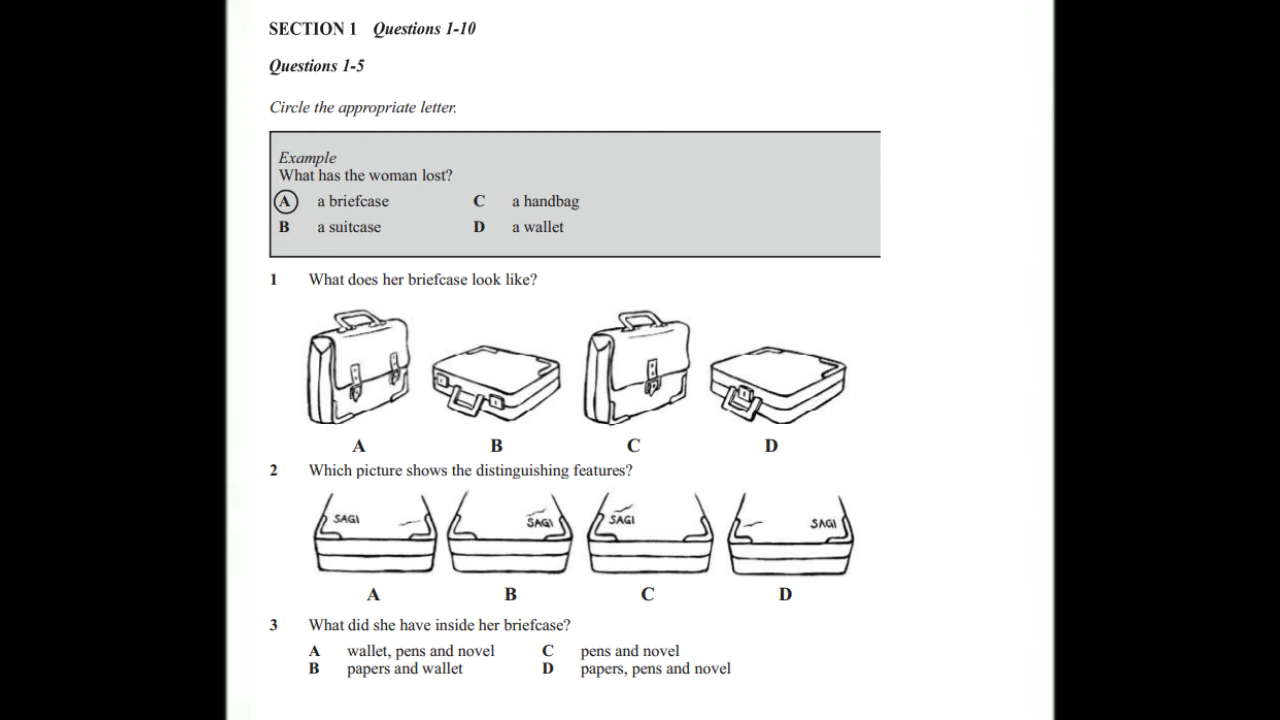 SECTION 1 Questions 1-10
Questions 1-5
Circle the appropriate letter.
Example
What has the woman lost?
A a briefcase C a handbag
B a suitcase D a wallet
1 What does her briefcase look like?
A B C D
2 Which picture shows the distinguishing features?
SAGI SAGI SAGI SAGI
A B C D
3 What did she have inside her briefcase?
A wallet, pens and novel C pens and novel
B papers and wallet D papers, pens and novel